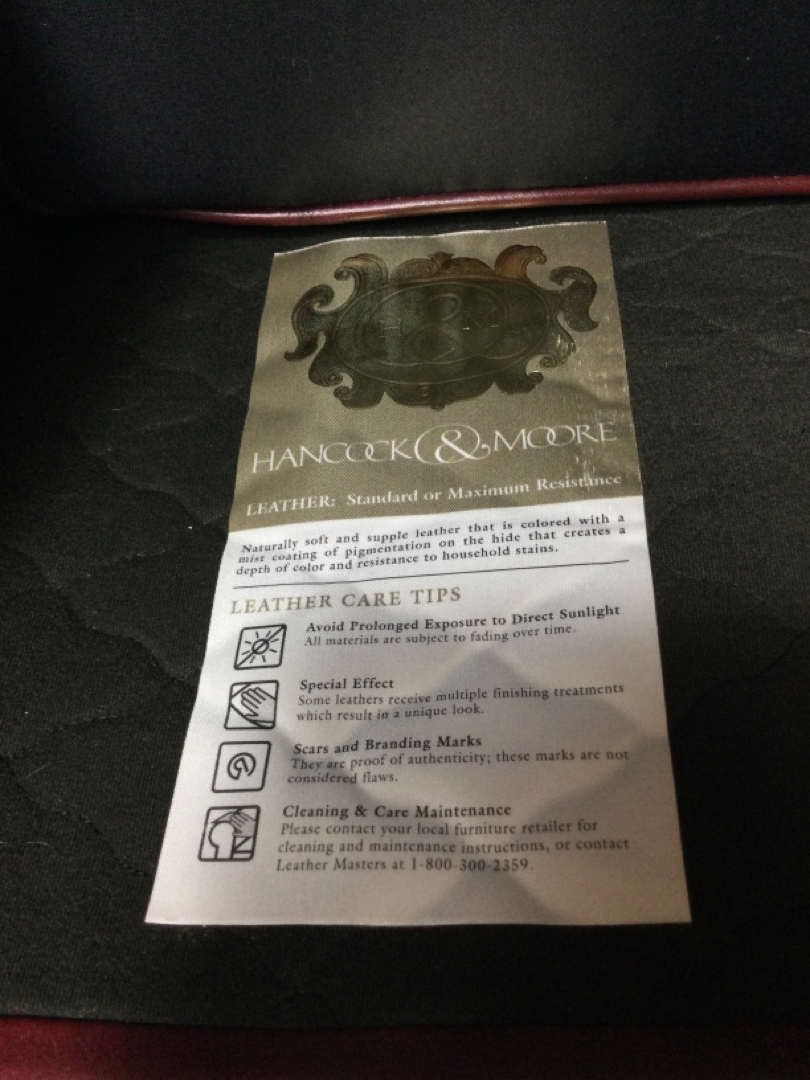 HANCOCK & MOORE
LEATHER: Standard or Maximum Resistance
Naturally soft and supple leather that is colored with a
mist coating of pigmentation on the hide that creates a
depth of color and resistance to household stains.
LEATHER CARE TIPS
Avoid Prolonged Exposure to Direct Sunlight
All materials are subject to fading over time.
Special Effect
Some leathers receive multiple finishing treatments
which result in a unique look.
Scars and Branding Marks
They are proof of authenticity; these marks are not
considered flaws.
Cleaning & Care Maintenance
Please contact your local furniture retailer for
cleaning and maintenance instructions, or contact
Leather Masters at 1-800-300-2359.